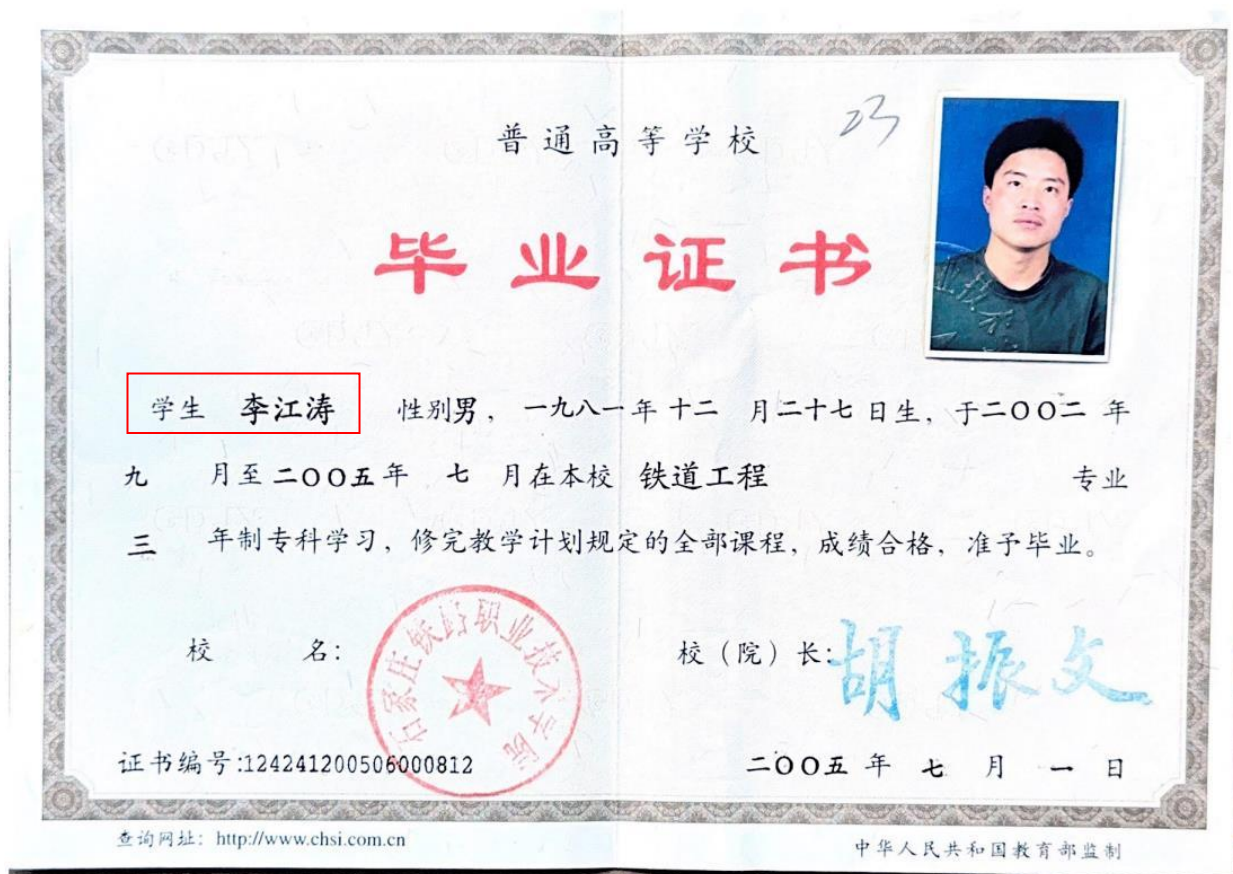 23
普通高等学校
毕业证书
学生 李江涛 性别男，一九八一年十二 月二十七日生，于二〇〇二 年
九 月至二〇〇五年 七 月在本校 铁道工程 专业
三 年制专科学习，修完教学计划规定的全部课程，成绩合格，准予毕业。
校 名：
石家庄铁路职业技术学院
校（院）长：胡振文
证书编号:124241200506000812
二〇〇五 年 七 月 一 日
查询网址：http://www.chsi.com.cn
中华人民共和国教育部监制